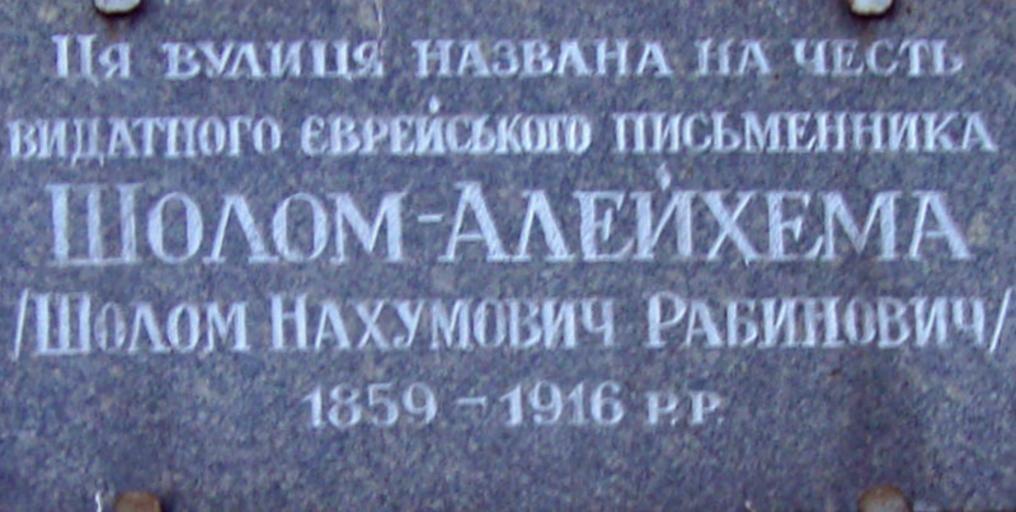 Ця вулиця названа на честь
видатного єврейського письменника
Шолом-Алейхема
/Шолом Нахумович Рабинович/
1859 – 1916 р.р.